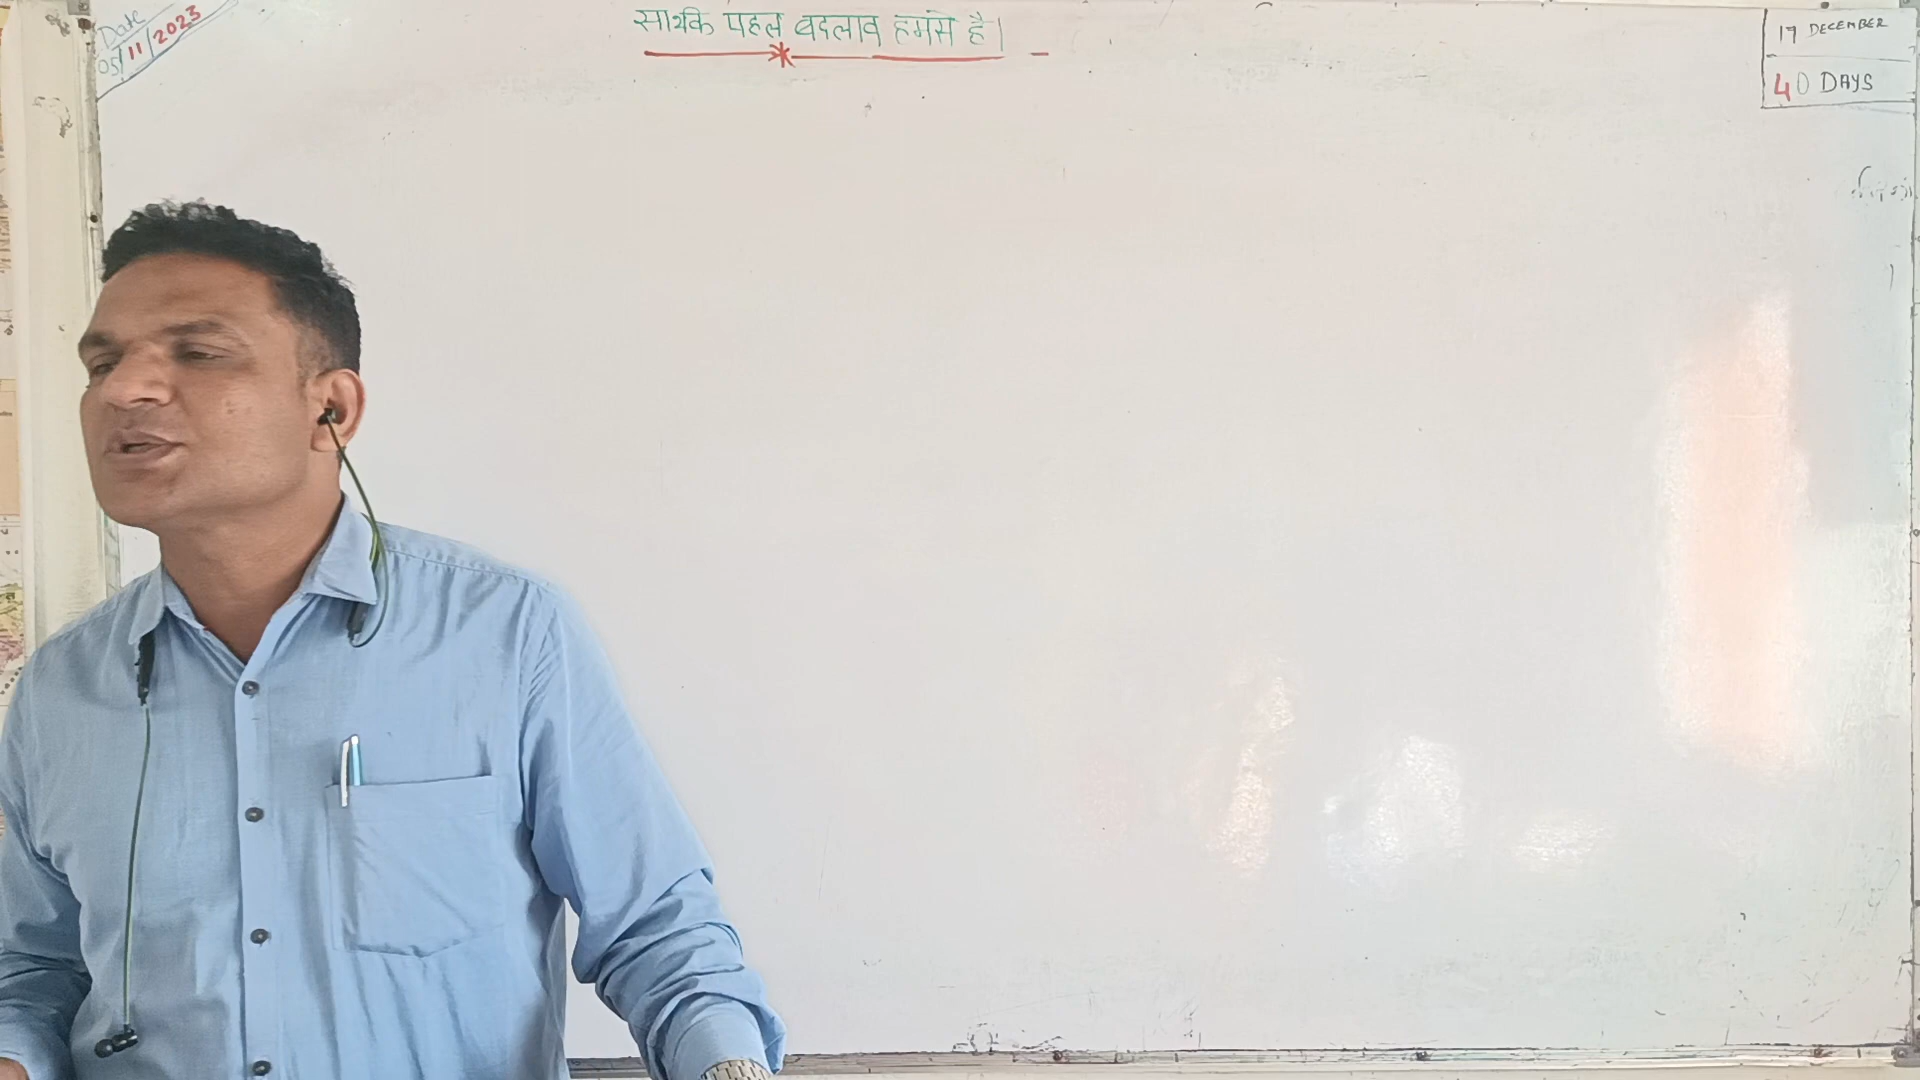 Date
05/11/2023
सार्थक पहल बदलाव हमसे है।
17 DECEMBER
40 DAYS